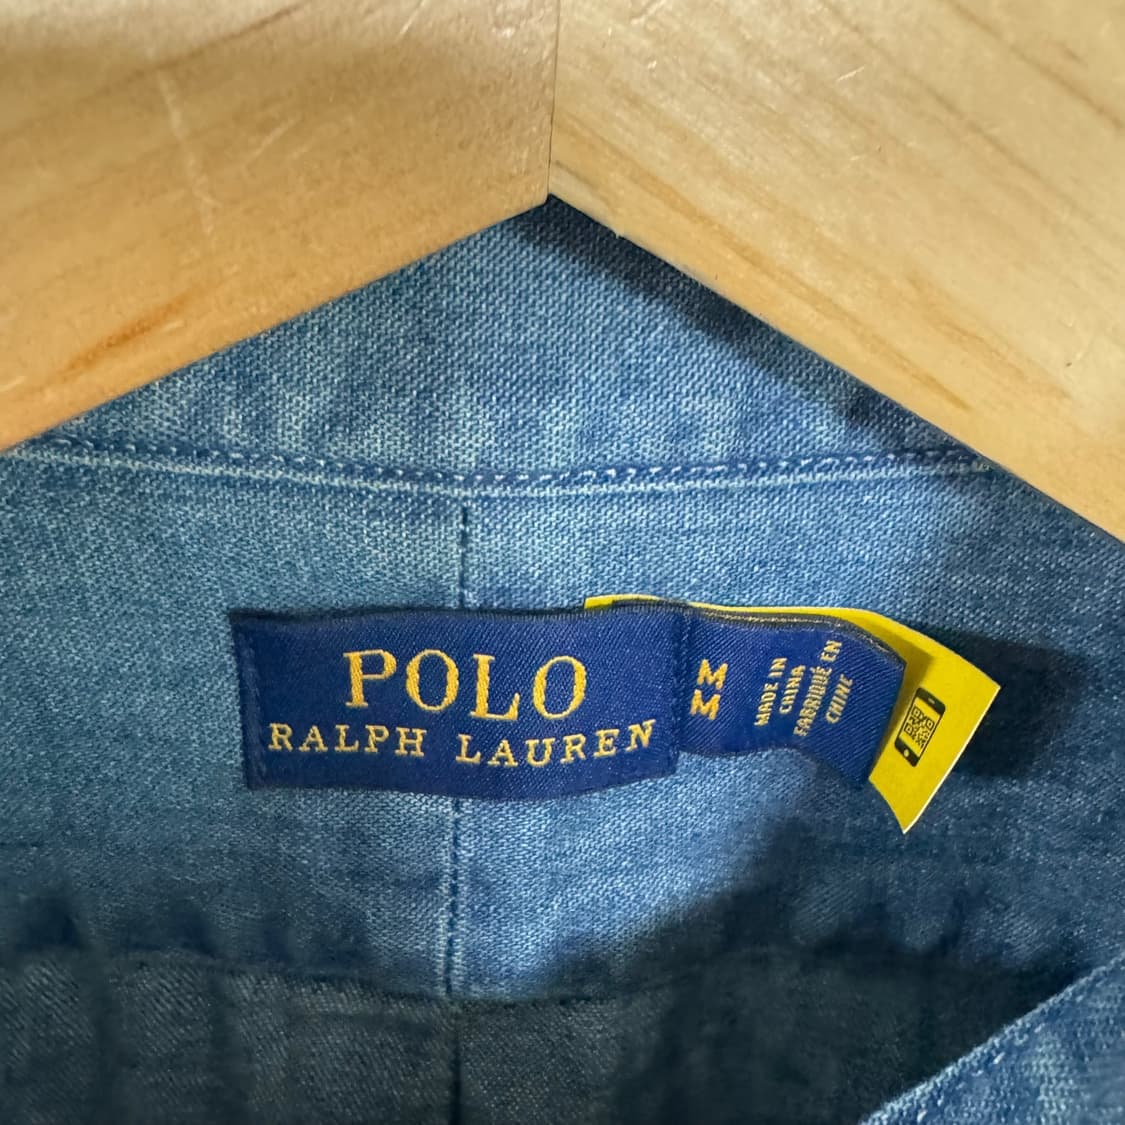 POLO
RALPH LAUREN
M
M
MADE IN
CHINA
FABRIQUÉ EN
CHINE